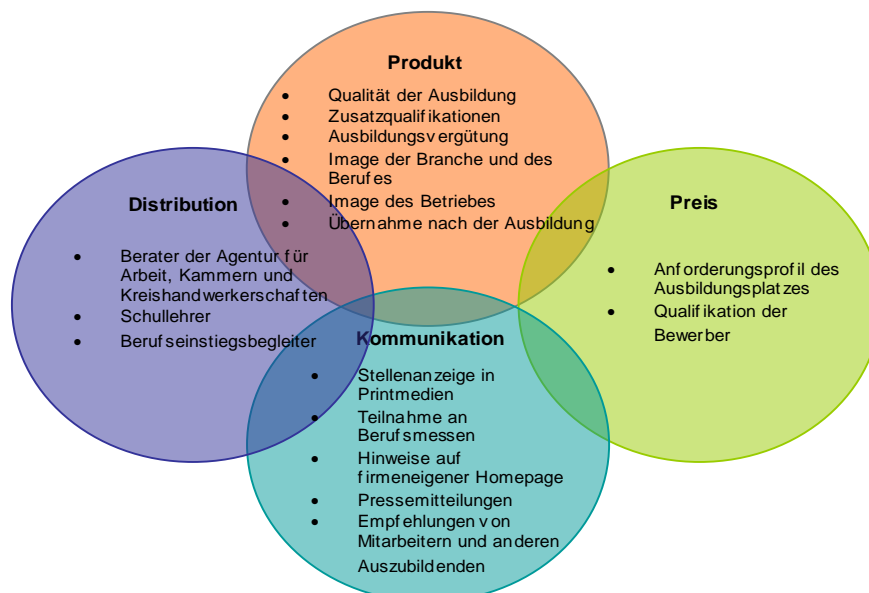 Produkt
• Qualität der Ausbildung
• Zusatzqualifikationen
• Ausbildungsvergütung
• Image der Branche und des
Berufes
• Image des Betriebes
• Übernahme nach der Ausbildung
Distribution
• Berater der Agentur für
Arbeit, Kammern und
Kreishandwerkerschaften
• Schullehrer
• Berufseinstiegsbegleiter
Preis
• Anforderungsprofil des
Ausbildungsplatzes
• Qualifikation der
Bewerber
Kommunikation
• Stellenanzeige in
Printmedien
• Teilnahme an
Berufsmessen
• Hinweise auf
firmeneigener Homepage
• Pressemitteilungen
• Empfehlungen von
Mitarbeitern und anderen
Auszubildenden